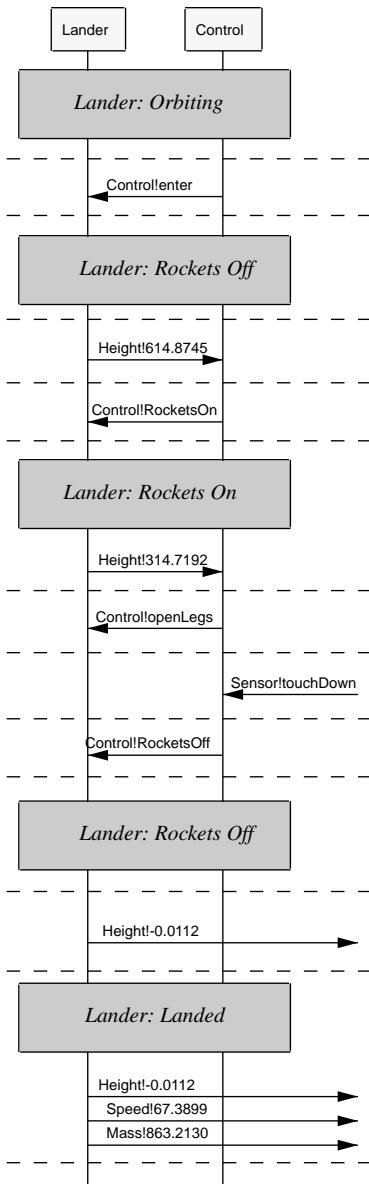 Lander
Control
Lander: Orbiting
Control!enter
Lander: Rockets Off
Height!614.8745
Control!RocketsOn
Lander: Rockets On
Height!314.7192
Control!openLegs
Sensor!touchDown
Control!RocketsOff
Lander: Rockets Off
Height!-0.0112
Lander: Landed
Height!-0.0112
Speed!67.3899
Mass!863.2130